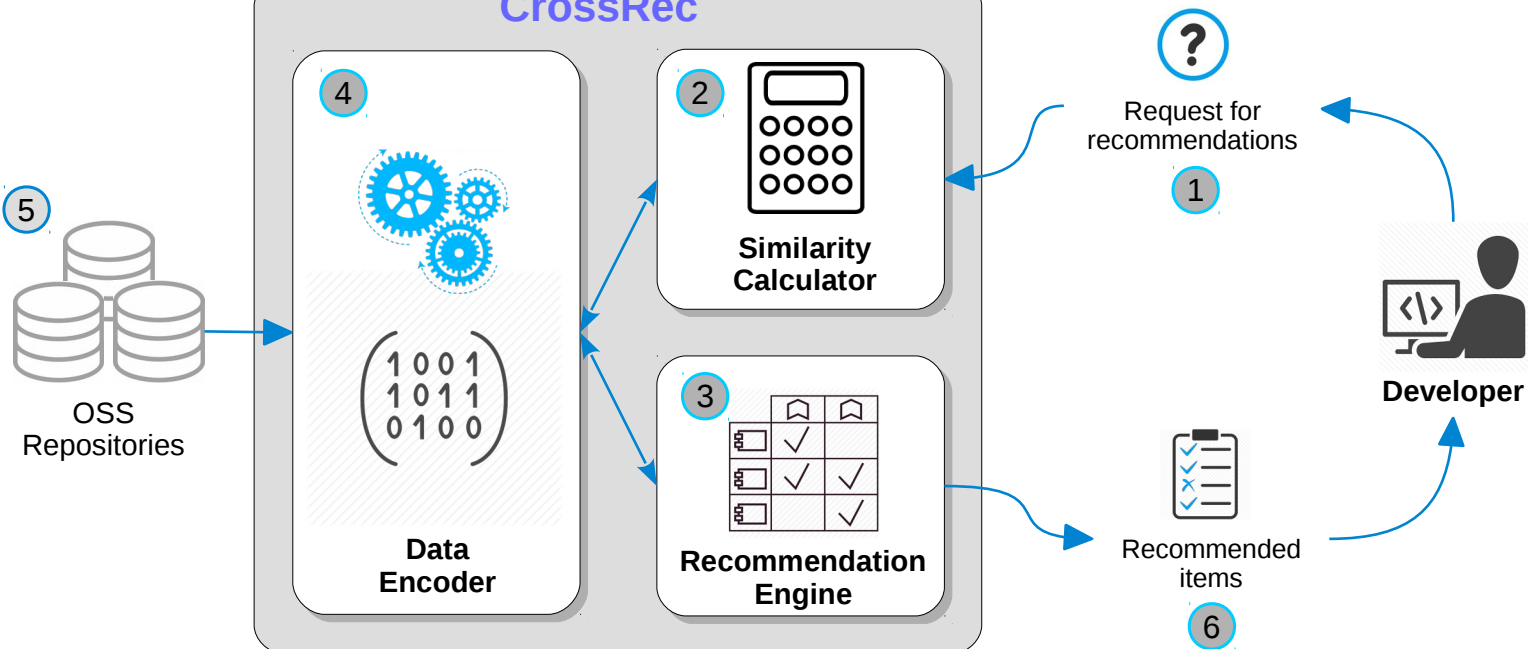 CrossRec
4
2
?
Request for
recommendations
1
5
Similarity
Calculator
OSS
Repositories
1 0 0 1
1 0 1 1
0 1 0 0
Data
Encoder
3
Recommendation
Engine
</>
Developer
Recommended
items
6